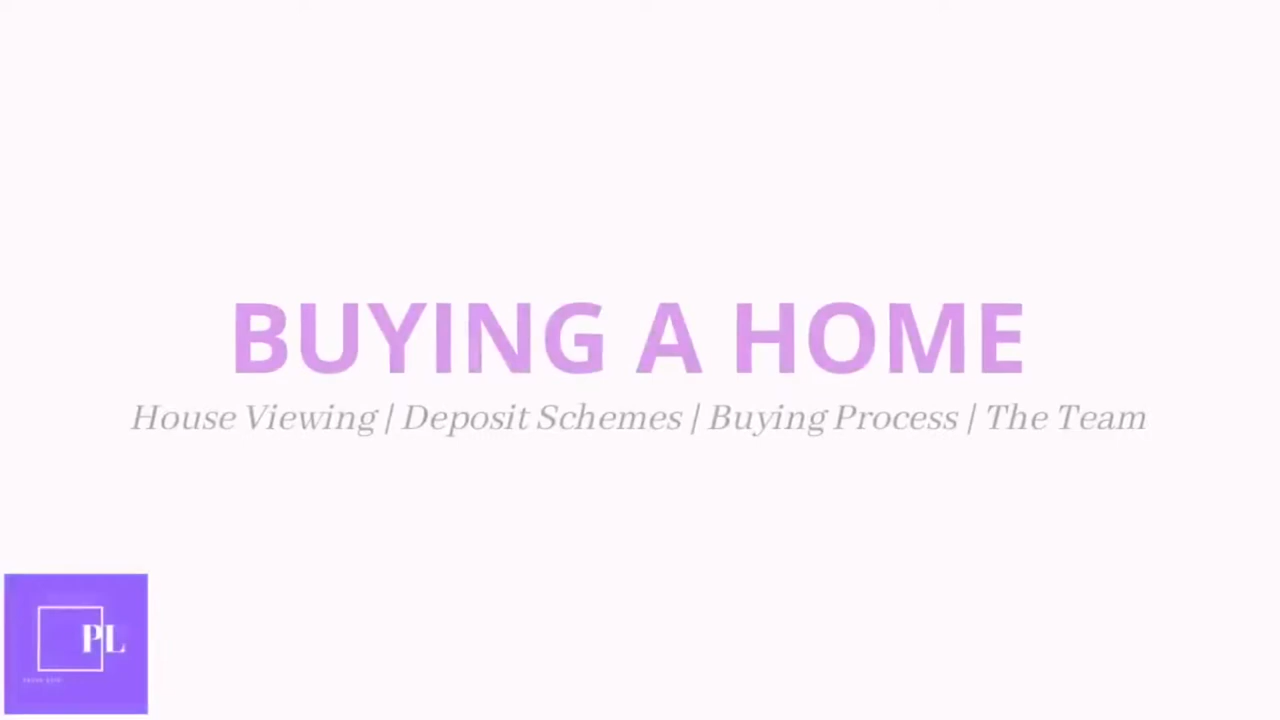 BUYING A HOME
House Viewing | Deposit Schemes | Buying Process | The Team
PL